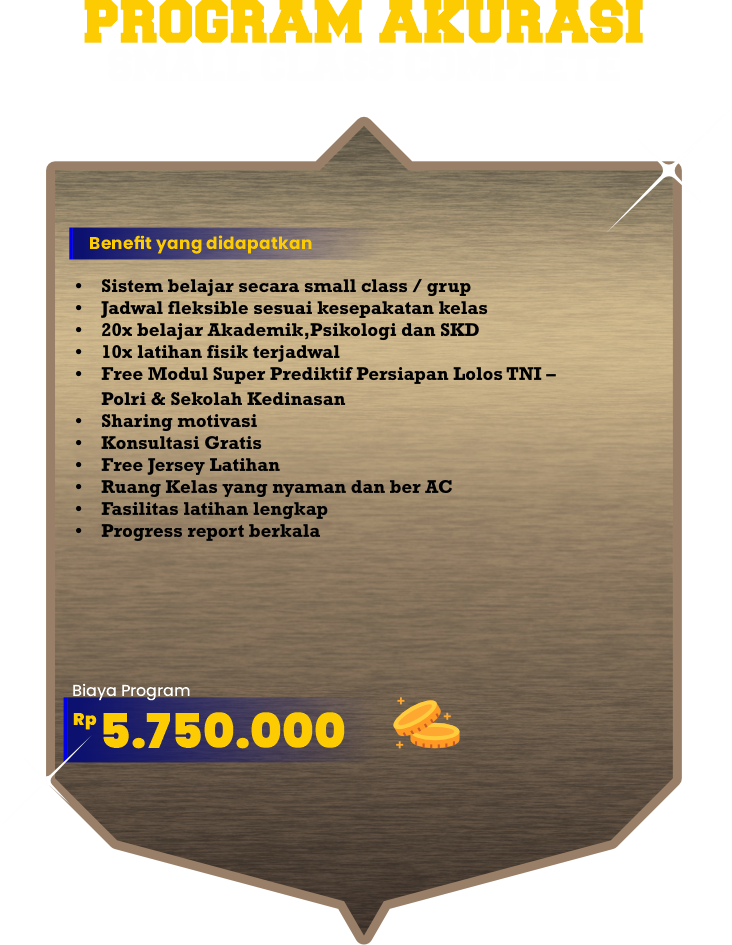 PROGRAM AKURASI
Benefit yang didapatkan
• Sistem belajar secara small class / grup
• Jadwal fleksible sesuai kesepakatan kelas
• 20x belajar Akademik,Psikologi dan SKD
• 10x latihan fisik terjadwal
• Free Modul Super Prediktif Persiapan Lolos TNI –
Polri & Sekolah Kedinasan
• Sharing motivasi
• Konsultasi Gratis
• Free Jersey Latihan
• Ruang Kelas yang nyaman dan ber AC
• Fasilitas latihan lengkap
• Progress report berkala
Biaya Program
Rp 5.750.000